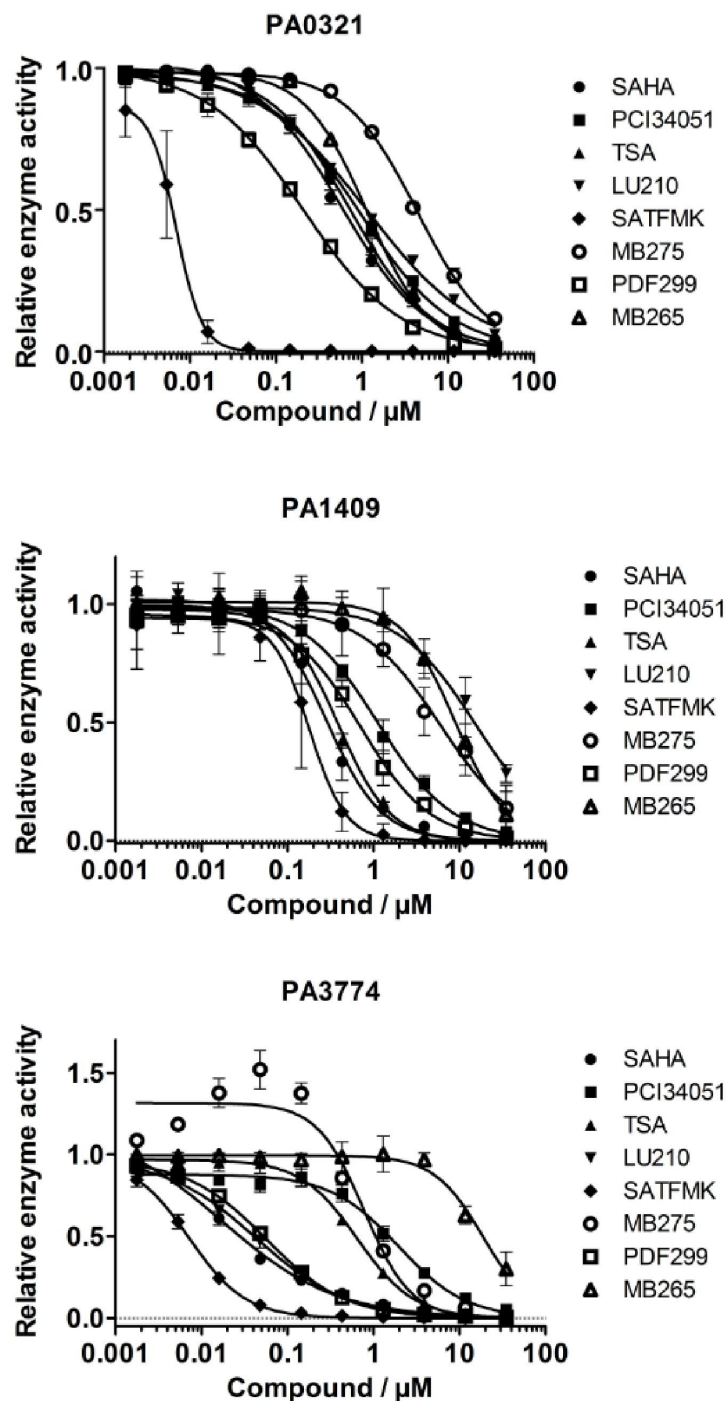 PA0321
Relative enzyme activity
1.0
0.5
0.0
0.001 0.01 0.1 1 10 100
Compound / µM
SAHA
PCI34051
TSA
LU210
SATFMK
MB275
PDF299
MB265
PA1409
Relative enzyme activity
1.0
0.5
0.0
0.001 0.01 0.1 1 10 100
Compound / µM
SAHA
PCI34051
TSA
LU210
SATFMK
MB275
PDF299
MB265
PA3774
Relative enzyme activity
1.5
1.0
0.5
0.0
0.001 0.01 0.1 1 10 100
Compound / µM
SAHA
PCI34051
TSA
LU210
SATFMK
MB275
PDF299
MB265